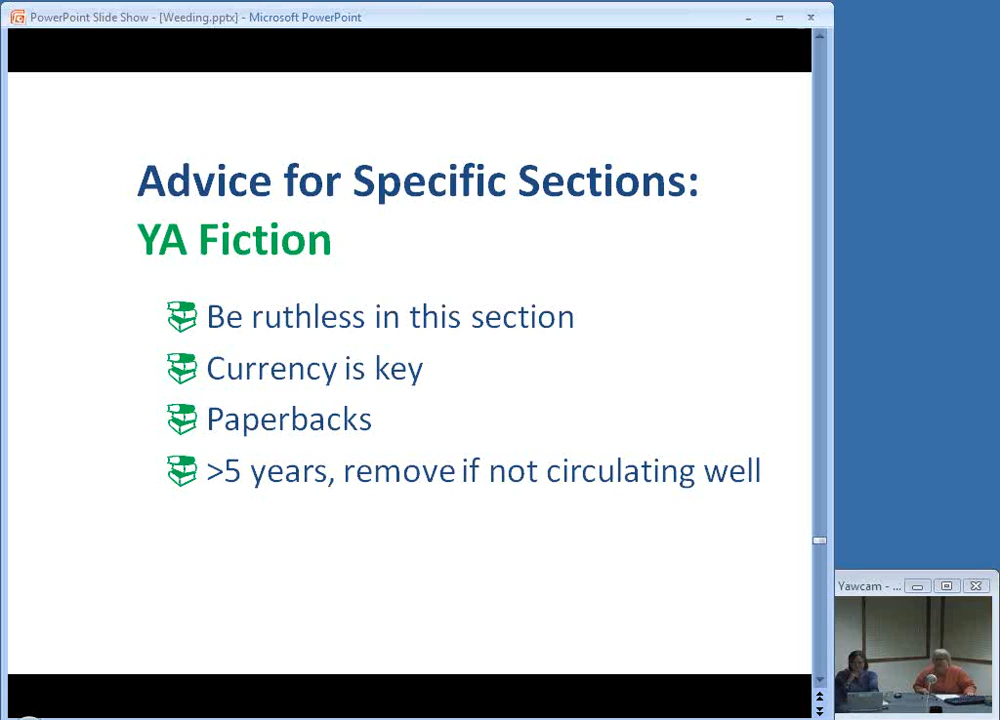 PowerPoint Slide Show - [Weeding.pptx] - Microsoft PowerPoint
Advice for Specific Sections:
YA Fiction
Be ruthless in this section
Currency is key
Paperbacks
>5 years, remove if not circulating well
Yawcam - ...